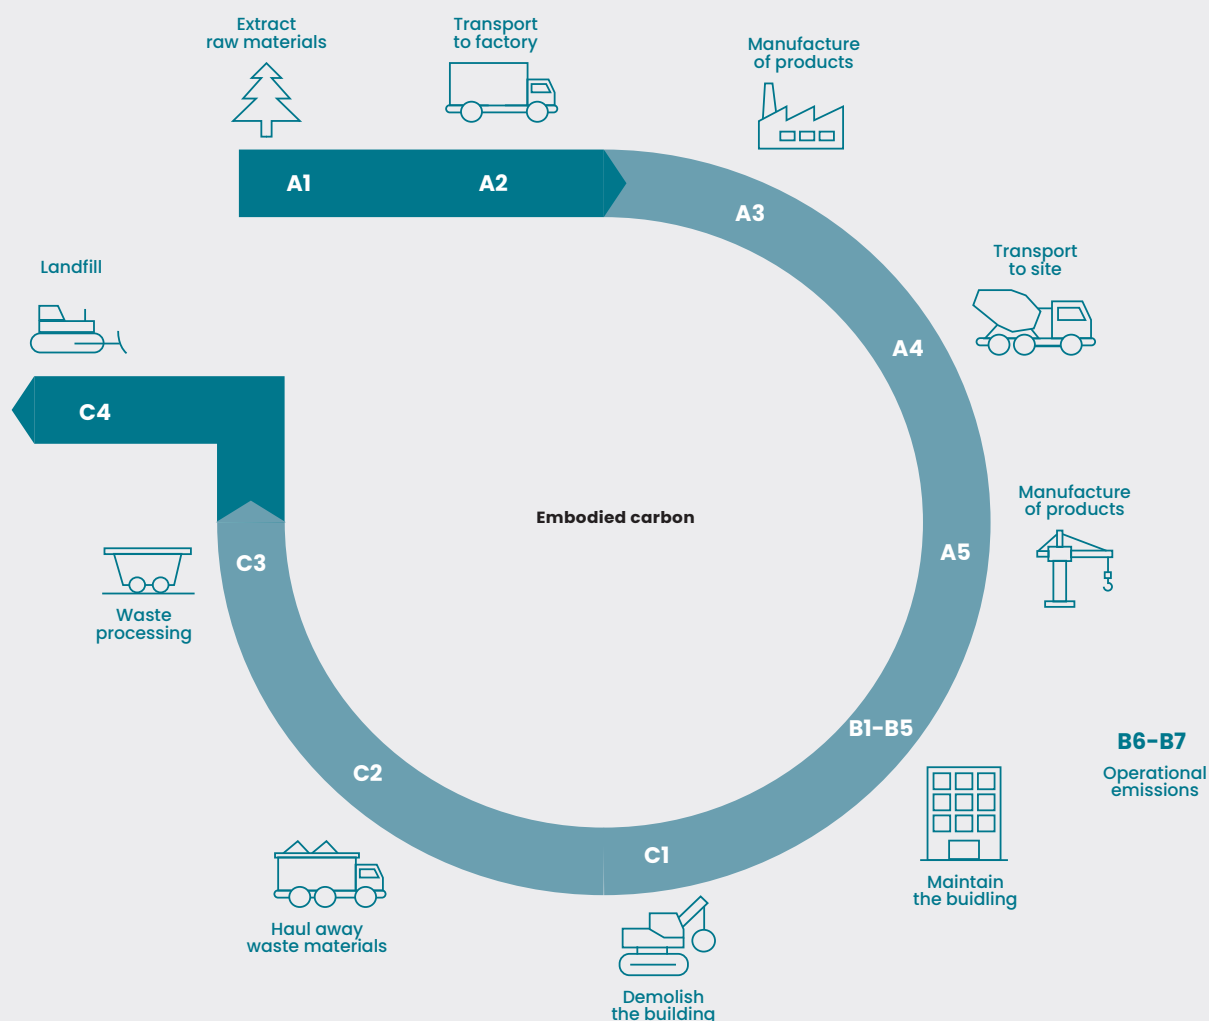 Extract
raw materials
Transport
to factory
Manufacture
of products
A1
A2
A3
Transport
to site
A4
Landfill
C4
Manufacture
of products
A5
Embodied carbon
C3
Waste
processing
B1-B5
B6-B7
Operational
emissions
C2
Maintain
the buidling
C1
Haul away
waste materials
Demolish
the building